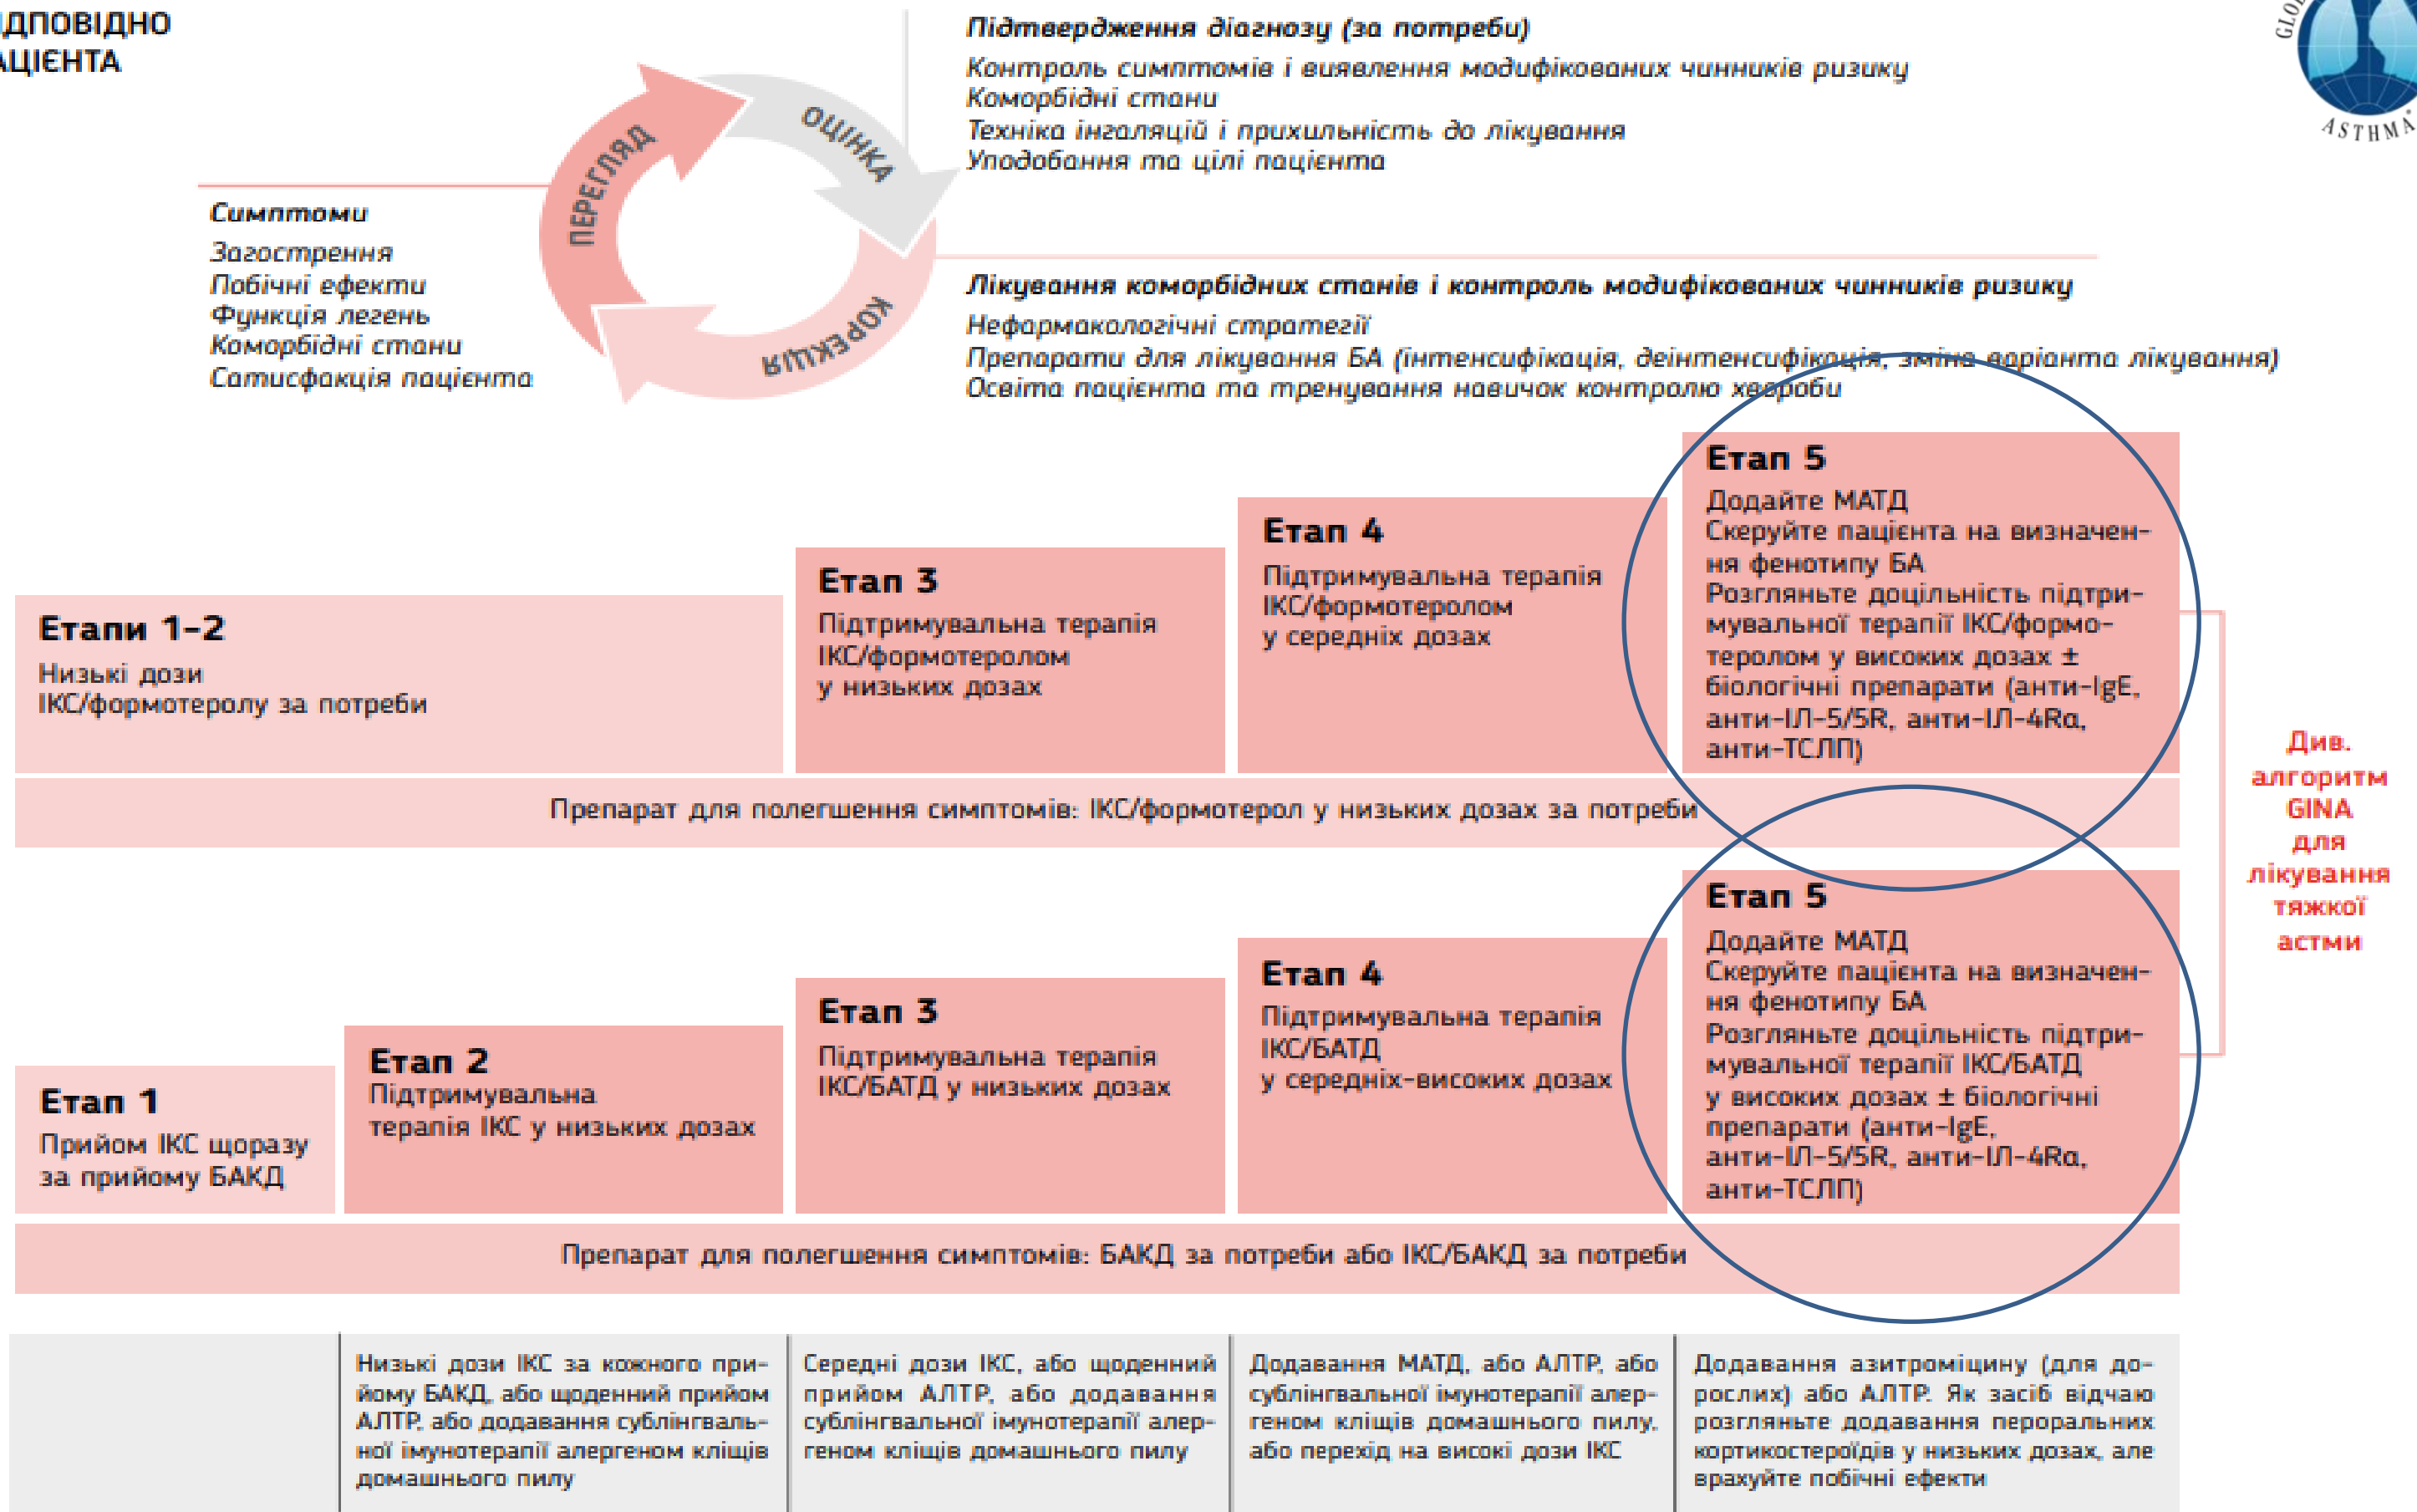 ІДПОВІДНО
АЦІЄНТА
Підтвердження діагнозу (за потреби)
Контроль симптомів і виявлення модифікованих чинників ризику
Коморбідні стани
Техніка інгаляцій і прихильність до лікування
Уподобання та цілі пацієнта
ASTHMA
ПЕРЕГЛЯД
ОЦІНКА
КОРЕКЦІЯ
Симптоми
Загострення
Побічні ефекти
Функція легень
Коморбідні стани
Сатисфакція пацієнта
Лікування коморбідних станів і контроль модифікованих чинників ризику
Нефармакологічні стратегії
Препарати для лікування БА (інтенсифікація, деінтенсифікація, зміна варіанта лікування)
Освіта пацієнта та тренування навичок контролю хвороби
Етапи 1–2
Низькі дози
ІКС/формотеролу за потреби
Етап 3
Підтримувальна терапія
ІКС/формотеролом
у низьких дозах
Етап 4
Підтримувальна терапія
ІКС/формотеролом
у середніх дозах
Етап 5
Додайте МАТД
Скеруйте пацієнта на визначен-
ня фенотипу БА
Розгляньте доцільність підтри-
мувальної терапії ІКС/формо-
теролом у високих дозах ±
біологічні препарати (анти-IgE,
анти-ІЛ-5/5R, анти-ІЛ-4Rα,
анти-ТСЛП)
Препарат для полегшення симптомів: ІКС/формотерол у низьких дозах за потреби
Див.
алгоритм
GINA
для
лікування
тяжкої
астми
Етап 1
Прийом ІКС щоразу
за прийому БАКД
Етап 2
Підтримувальна
терапія ІКС у низьких дозах
Етап 3
Підтримувальна терапія
ІКС/БАТД у низьких дозах
Етап 4
Підтримувальна терапія
ІКС/БАТД
у середніх-високих дозах
Етап 5
Додайте МАТД
Скеруйте пацієнта на визначен-
ня фенотипу БА
Розгляньте доцільність підтри-
мувальної терапії ІКС/БАТД
у високих дозах ± біологічні
препарати (анти-IgE,
анти-ІЛ-5/5R, анти-ІЛ-4Rα,
анти-ТСЛП)
Препарат для полегшення симптомів: БАКД за потреби або ІКС/БАКД за потреби
Низькі дози ІКС за кожного при-
йому БАКД, або щоденний прийом
АЛТР, або додавання сублінгваль-
ної імунотерапії алергеном кліщів
домашнього пилу
Середні дози ІКС, або щоденний
прийом АЛТР, або додавання
сублінгвальної імунотерапії алер-
геном кліщів домашнього пилу
Додавання МАТД, або АЛТР, або
сублінгвальної імунотерапії алер-
геном кліщів домашнього пилу,
або перехід на високі дози ІКС
Додавання азитроміцину (для до-
рослих) або АЛТР. Як засіб відчаю
розгляньте додавання пероральних
кортикостероїдів у низьких дозах, але
врахуйте побічні ефекти